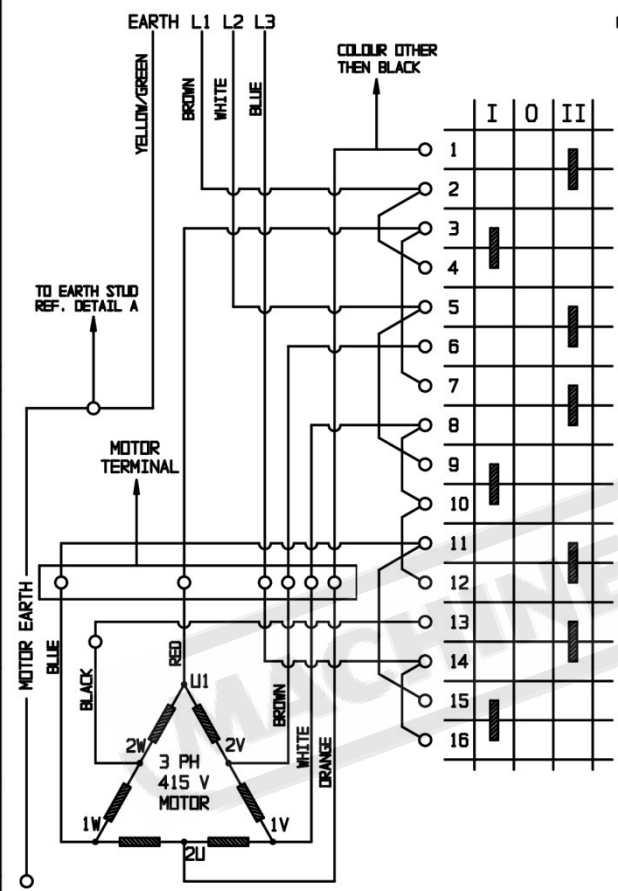 EARTH L1 L2 L3
YELLOW/GREEN
BROWN
WHITE
BLUE
COLOUR OTHER
THEN BLACK
I O II
1
2
3
4
5
6
7
8
9
10
11
12
13
14
15
16
TO EARTH STUD
REF. DETAIL A
MOTOR
TERMINAL
MOTOR EARTH
BLUE
BLACK
RED
BROWN
WHITE
ORANGE
U1
2W
2V
3 PH
415 V
MOTOR
1W
1V
2U
MACHINE